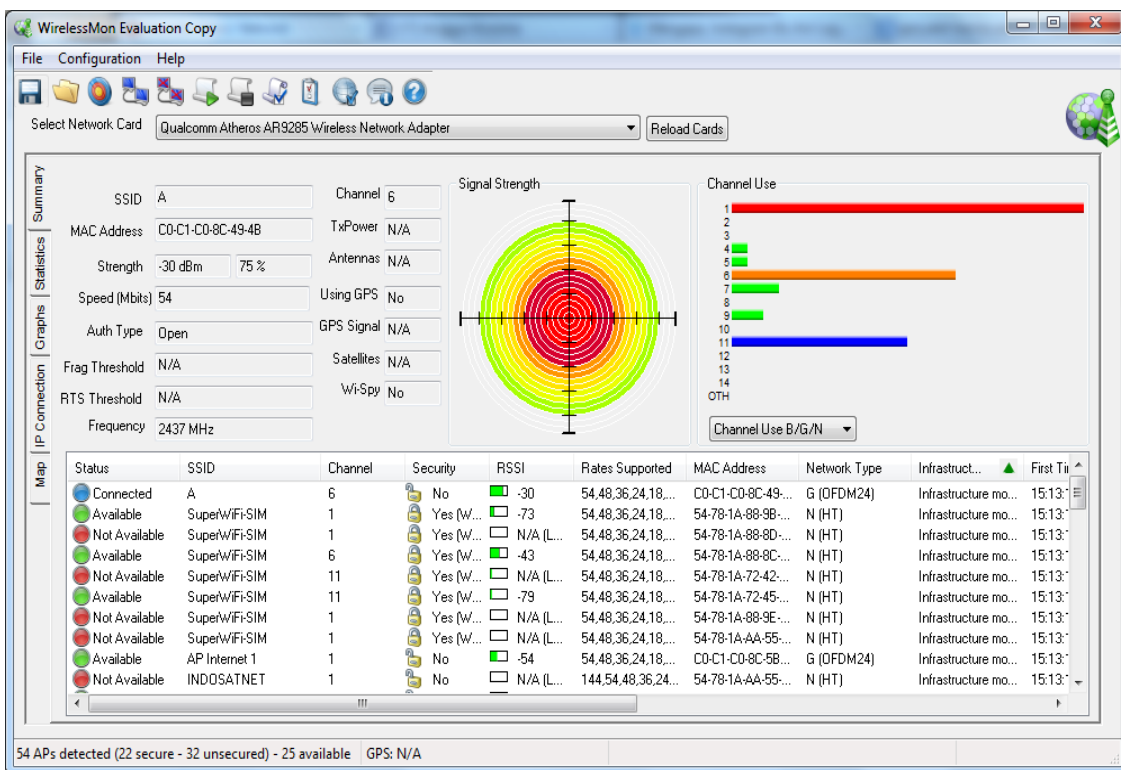 WirelessMon Evaluation Copy
File Configuration Help
Select Network Card Qualcomm Atheros AR9285 Wireless Network Adapter Reload Cards
Summary
Statistics
Graphs
IP Connection
Map
SSID A
MAC Address C0-C1-C0-8C-49-4B
Strength -30 dBm 75 %
Speed (Mbits) 54
Auth Type Open
Frag Threshold N/A
RTS Threshold N/A
Frequency 2437 MHz
Channel 6
TxPower N/A
Antennas N/A
Using GPS No
GPS Signal N/A
Satellites N/A
Wi-Spy No
Signal Strength
Channel Use
1
2
3
4
5
6
7
8
9
10
11
12
13
14
OTH
Channel Use B/G/N
Status SSID Channel Security RSSI Rates Supported MAC Address Network Type Infrastruct... First Tir
Connected A 6 No -30 54,48,36,24,18,... C0-C1-C0-8C-49-... G (OFDM24) Infrastructure mo... 15:13:1
Available SuperWiFi-SIM 1 Yes (W... -73 54,48,36,24,18,... 54-78-1A-88-9B-... N (HT) Infrastructure mo... 15:13:1
Not Available SuperWiFi-SIM 1 Yes (W... N/A (L... 54,48,36,24,18,... 54-78-1A-88-8D-... N (HT) Infrastructure mo... 15:13:1
Available SuperWiFi-SIM 6 Yes (W... -43 54,48,36,24,18,... 54-78-1A-88-8C-... N (HT) Infrastructure mo... 15:13:1
Not Available SuperWiFi-SIM 11 Yes (W... N/A (L... 54,48,36,24,18,... 54-78-1A-72-42-... N (HT) Infrastructure mo... 15:13:1
Available SuperWiFi-SIM 11 Yes (W... -79 54,48,36,24,18,... 54-78-1A-72-45-... N (HT) Infrastructure mo... 15:13:1
Not Available SuperWiFi-SIM 1 Yes (W... N/A (L... 54,48,36,24,18,... 54-78-1A-88-9E-... N (HT) Infrastructure mo... 15:13:1
Not Available SuperWiFi-SIM 1 Yes (W... N/A (L... 54,48,36,24,18,... 54-78-1A-AA-55-... N (HT) Infrastructure mo... 15:13:1
Available AP Internet 1 1 No -54 54,48,36,24,18,... C0-C1-C0-8C-5B... G (OFDM24) Infrastructure mo... 15:13:1
Not Available INDOSATNET 1 No N/A (L... 144,54,48,36,24... 54-78-1A-AA-55-... N (HT) Infrastructure mo... 15:13:1
54 APs detected (22 secure - 32 unsecured) - 25 available GPS: N/A